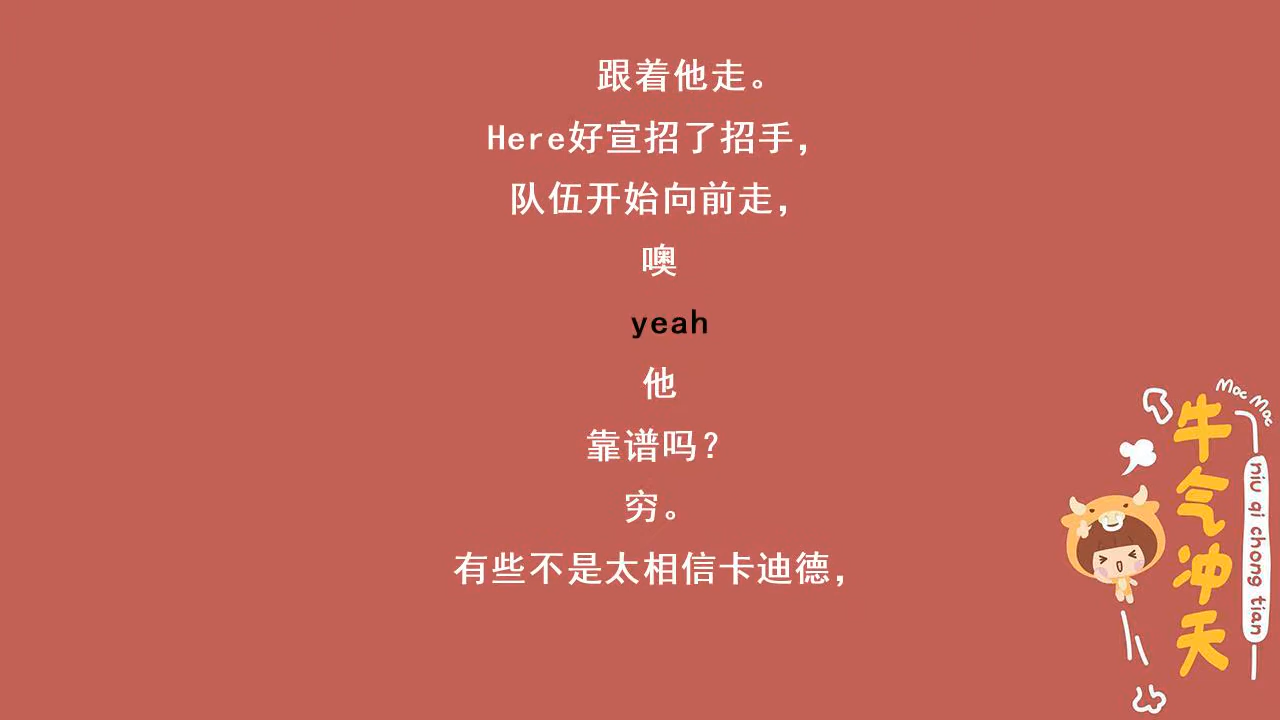 跟着他走。
Here好宣招了招手，
队伍开始向前走，
噢
yeah
他
靠谱吗？
穷。
有些不是太相信卡迪德，
Moc Moc
牛气冲天
niu qi chong tian